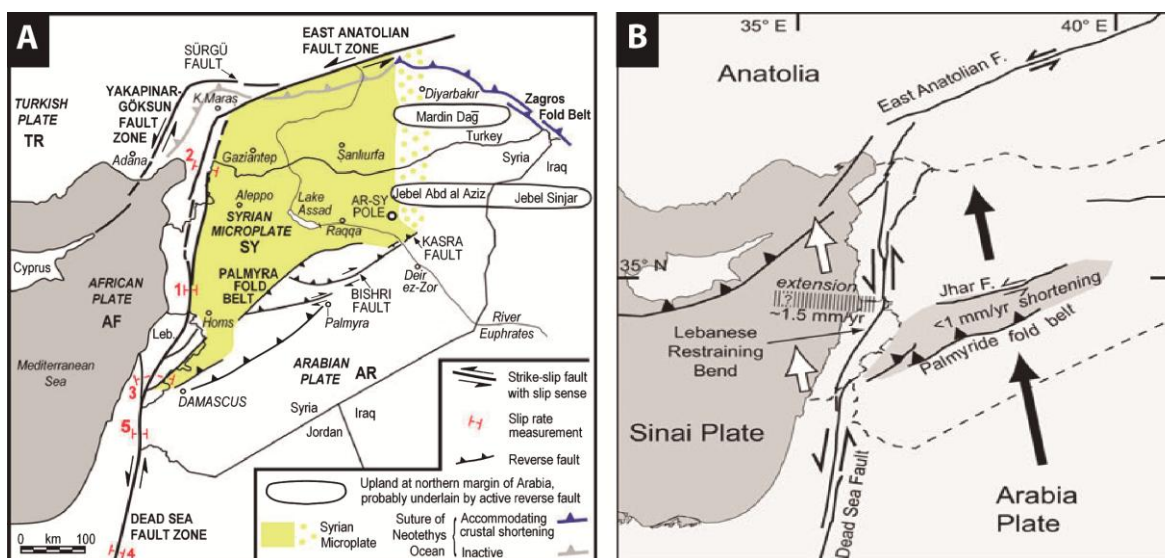 A
EAST ANATOLIAN
FAULT ZONE
SÜRGÜ
FAULT
YAKAPINAR-
GÖKSUN
FAULT
ZONE
K.Maraş
TURKISH
PLATE
TR
Adana
Diyarbakır
Zagros
Fold Belt
Mardin Dağ
Turkey
Syria
Iraq
2
Gaziantep
Sanlıurfa
Jebel Abd al Aziz
Jebel Sinjar
Aleppo
Lake
Assad
AR-SY
POLE
SYRIAN
MICROPLATE
SY
Raqqa
KASRA
FAULT
Cyprus
AFRICAN
PLATE
AF
PALMYRA
FOLD
BELT
Deir
ez-Zor
BISHRI
FAULT
1
Homs
Palmyra
River
Euphrates
Leb.
Mediterranean
Sea
ARABIAN
PLATE AR
3
DAMASCUS
Syria
Iraq
Jordan
5
Strike-slip fault
with slip sense
Slip rate
measurement
Reverse fault
Upland at northern margin of Arabia,
probably underlain by active reverse fault
Syrian
Microplate
Suture of
Neotethys
Ocean
Accommodating
crustal shortening
Inactive
DEAD SEA
FAULT ZONE
0 km 100
4
B
35° E
40° E
Anatolia
East Anatolian F.
35° N
extension
?
~1.5 mm/yr
Jhar F.
<1 mm/yr shortening
Palmyride fold belt
Lebanese
Restraining
Bend
Sinai Plate
Dead Sea Fault
Arabia
Plate